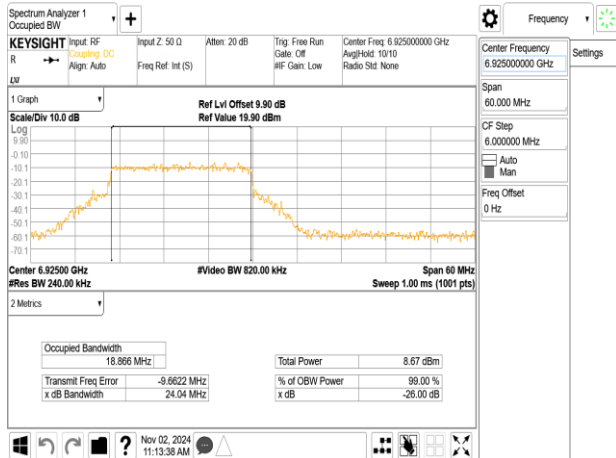 Spectrum Analyzer 1
Occupied BW
Frequency
KEYSIGHT
R
LXI
Input: RF
Coupling: DC
Align: Auto
Input Z: 50 Ω
Freq Ref: Int (S)
Atten: 20 dB
Trig: Free Run
Gate: Off
#IF Gain: Low
Center Freq: 6.925000000 GHz
Avg|Hold: 10/10
Radio Std: None
Center Frequency
6.925000000 GHz
Settings
Span
60.000 MHz
CF Step
6.000000 MHz
Auto
Man
Freq Offset
0 Hz
1 Graph
Ref Lvl Offset 9.90 dB
Scale/Div 10.0 dB
Ref Value 19.90 dBm
Log
9.90
-0.10
-10.1
-20.1
-30.1
-40.1
-50.1
-60.1
-70.1
Center 6.92500 GHz
#Video BW 820.00 kHz
Span 60 MHz
#Res BW 240.00 kHz
Sweep 1.00 ms (1001 pts)
2 Metrics
Occupied Bandwidth
18.866 MHz
Total Power 8.67 dBm
Transmit Freq Error -9.6622 MHz
% of OBW Power 99.00 %
x dB Bandwidth 24.04 MHz
x dB -26.00 dB
Nov 02, 2024
11:13:38 AM